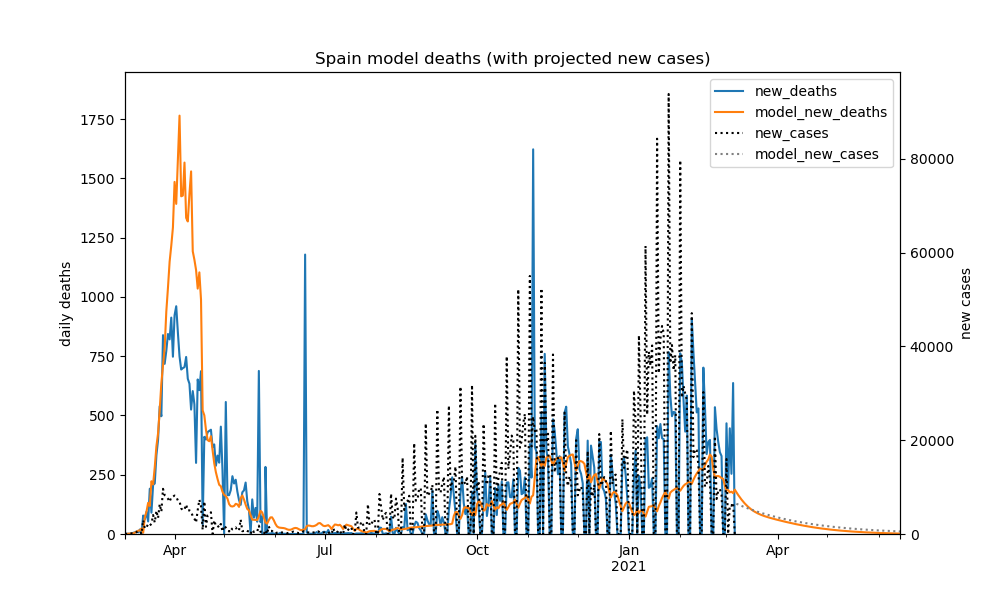 Spain model deaths (with projected new cases)
new_deaths
model_new_deaths
new_cases
model_new_cases
daily deaths
1750
1500
1250
1000
750
500
250
0
80000
60000
40000
20000
0
new cases
Apr
Jul
Oct
Jan
2021
Apr